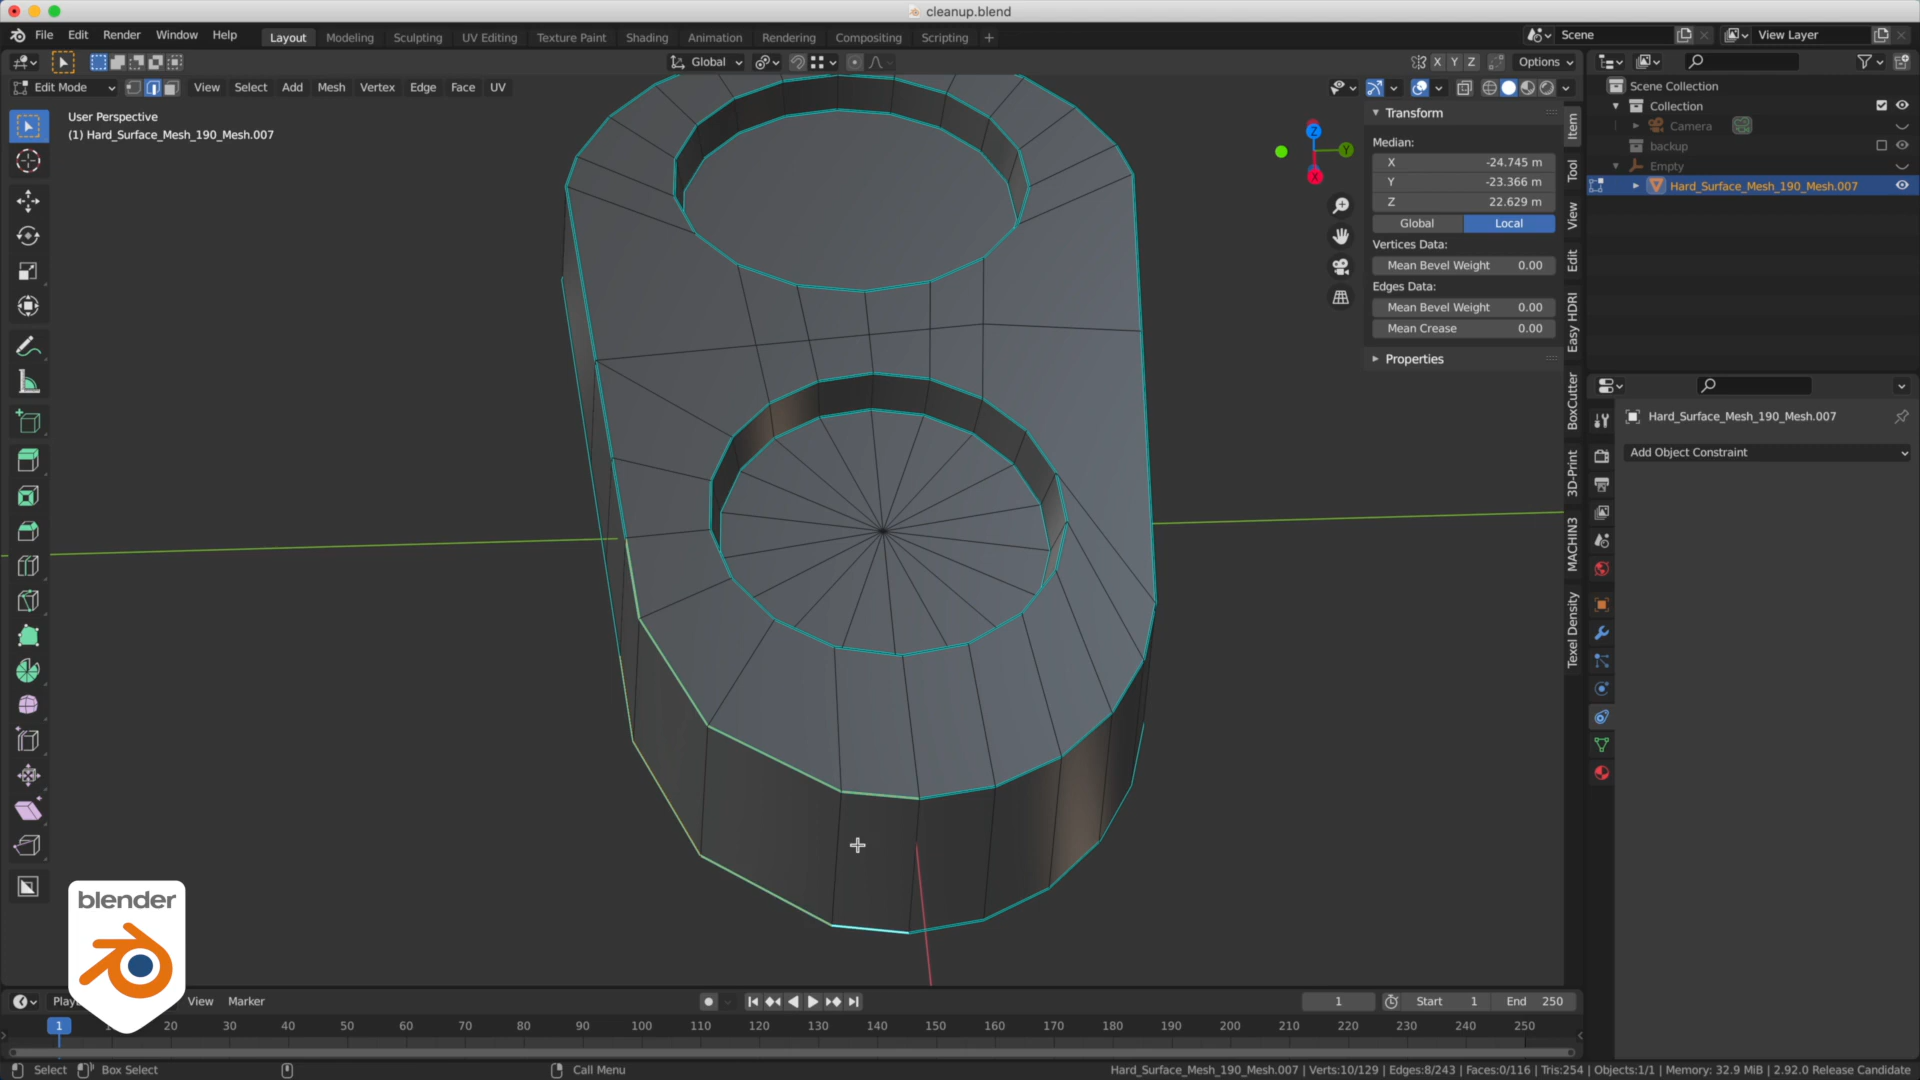 cleanup.blend
File Edit Render Window Help
Layout Modeling Sculpting UV Editing Texture Paint Shading Animation Rendering Compositing Scripting +
Scene
View Layer
Global
X Y Z
Options
Edit Mode
View Select Add Mesh Vertex Edge Face UV
User Perspective
(1) Hard_Surface_Mesh_190_Mesh.007
Z
Y
X
Transform
Median:
X -24.745 m
Y -23.366 m
Z 22.629 m
Global Local
Vertices Data:
Mean Bevel Weight 0.00
Edges Data:
Mean Bevel Weight 0.00
Mean Crease 0.00
Properties
Item
Tool
View
Edit
Easy HDRI
BoxCutter
3D-Print
MACHIN3
Texel Density
Scene Collection
Collection
Camera
backup
Empty
Hard_Surface_Mesh_190_Mesh.007
Hard_Surface_Mesh_190_Mesh.007
Add Object Constraint
blender
View Marker
1
Start 1
End 250
1 20 30 40 50 60 70 80 90 100 110 120 130 140 150 160 170 180 190 200 210 220 230 240 250
Select
Box Select
Call Menu
Hard_Surface_Mesh_190_Mesh.007 | Verts:10/129 | Edges:8/243 | Faces:0/116 | Tris:254 | Objects:1/1 | Memory: 32.9 MiB | 2.92.0 Release Candidate